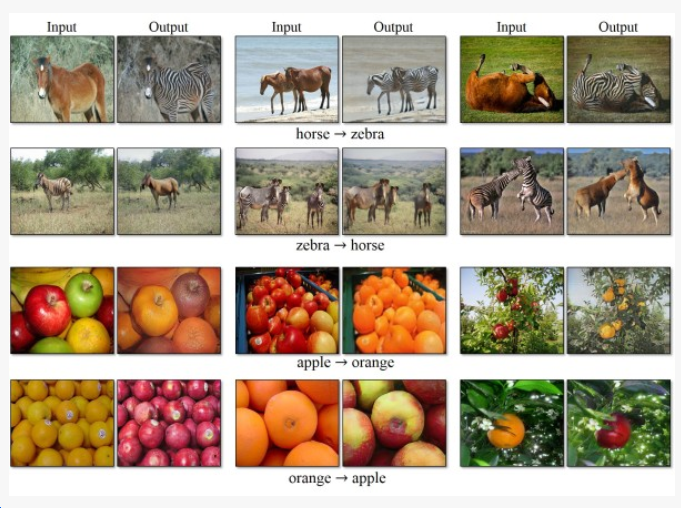 Input Output Input Output Input Output
horse → zebra
zebra → horse
apple → orange
orange → apple